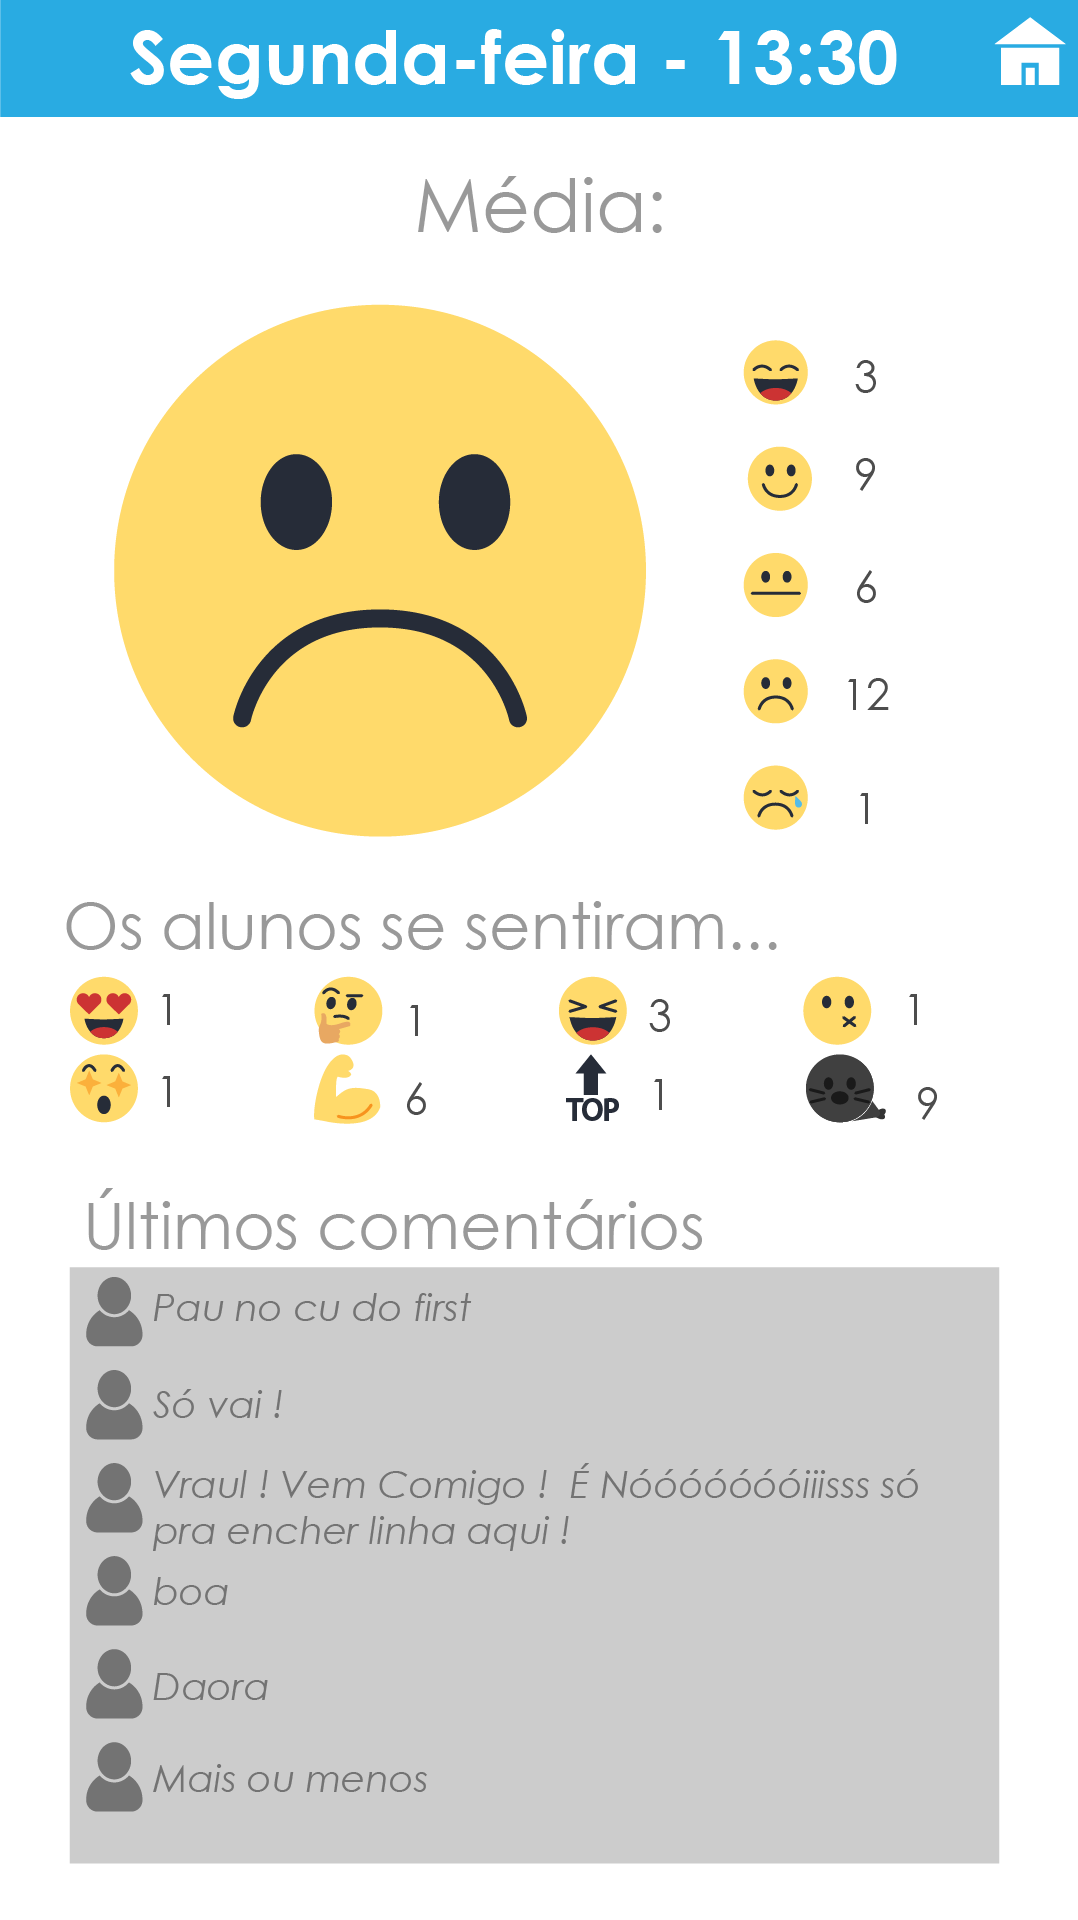 Segunda-feira - 13:30
Média:
3
9
6
12
1
Os alunos se sentiram...
1
1
3
1
1
6
TOP
1
9
Últimos comentários
Pau no cu do first
Só vai !
Vraul ! Vem Comigo !  É Nóóóóóóóiiisss só
pra encher linha aqui !
boa
Daora
Mais ou menos